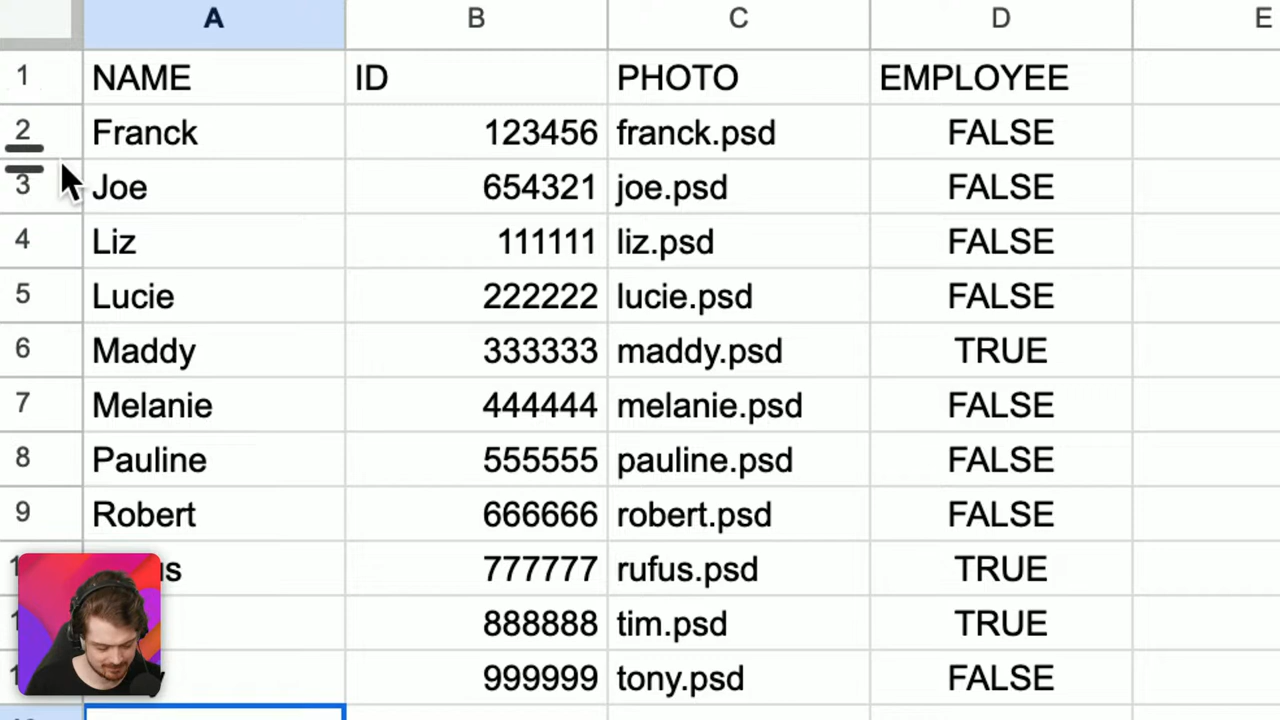 A B C D E
1 NAME ID PHOTO EMPLOYEE
2 Franck 123456 franck.psd FALSE
3 Joe 654321 joe.psd FALSE
4 Liz 111111 liz.psd FALSE
5 Lucie 222222 lucie.psd FALSE
6 Maddy 333333 maddy.psd TRUE
7 Melanie 444444 melanie.psd FALSE
8 Pauline 555555 pauline.psd FALSE
9 Robert 666666 robert.psd FALSE
777777 rufus.psd TRUE
888888 tim.psd TRUE
999999 tony.psd FALSE